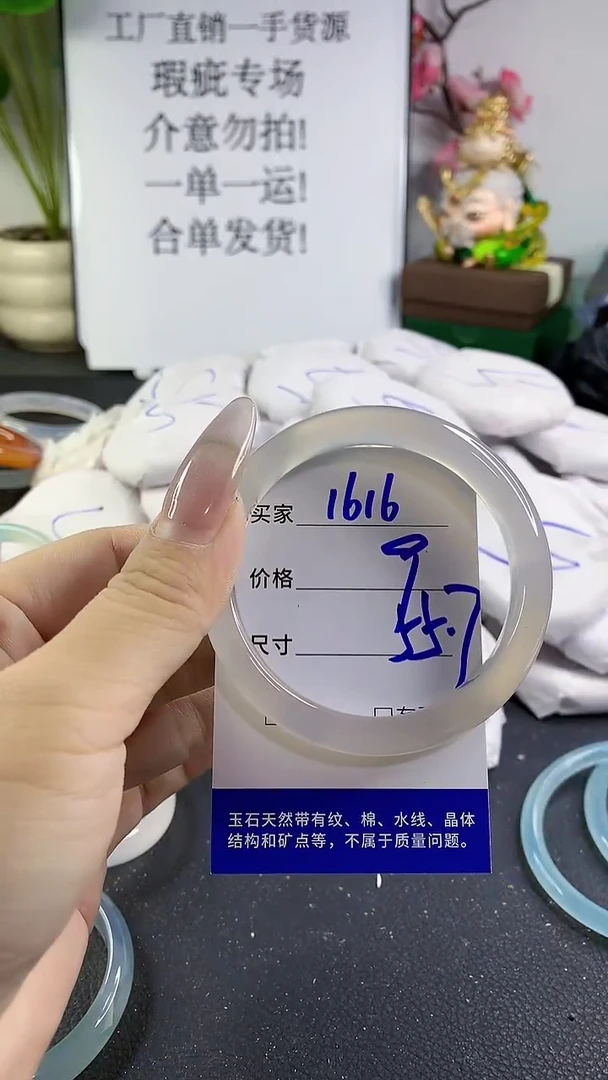 工厂直销一手货源
瑕疵专场
介意勿拍!
一单一运!
合单发货!
买家 1616
价格
尺寸 55.7
玉石天然带有纹、棉、水线、晶体
结构和矿点等，不属于质量问题。